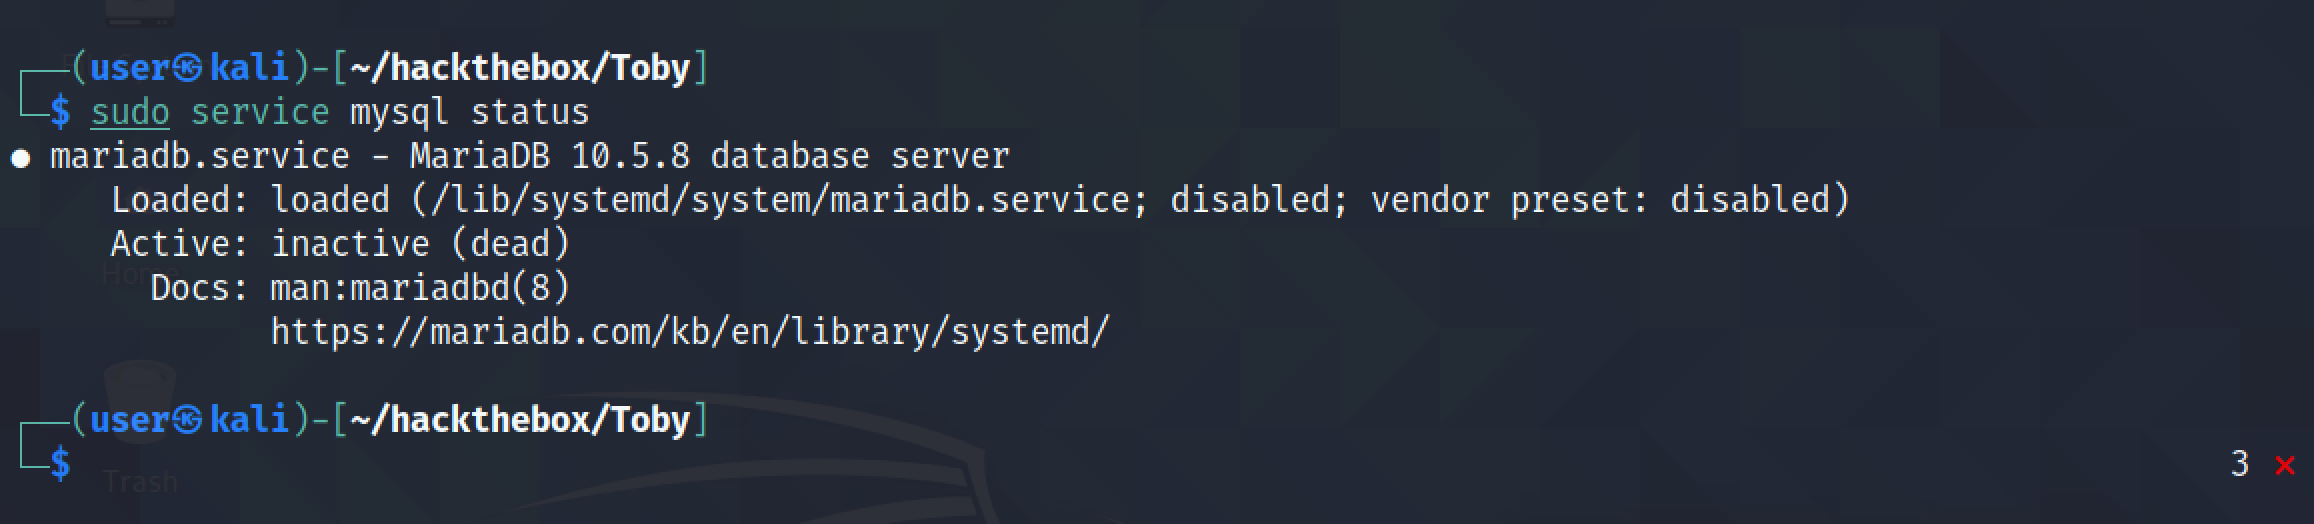 ┌──(user㉿kali)-[~/hackthebox/Toby]
└─$ sudo service mysql status
● mariadb.service - MariaDB 10.5.8 database server
Loaded: loaded (/lib/systemd/system/mariadb.service; disabled; vendor preset: disabled)
Active: inactive (dead)
Home
Docs: man:mariadbd(8)
https://mariadb.com/kb/en/library/systemd/
┌──(user㉿kali)-[~/hackthebox/Toby]
└─$ 3 ⨯
Trash